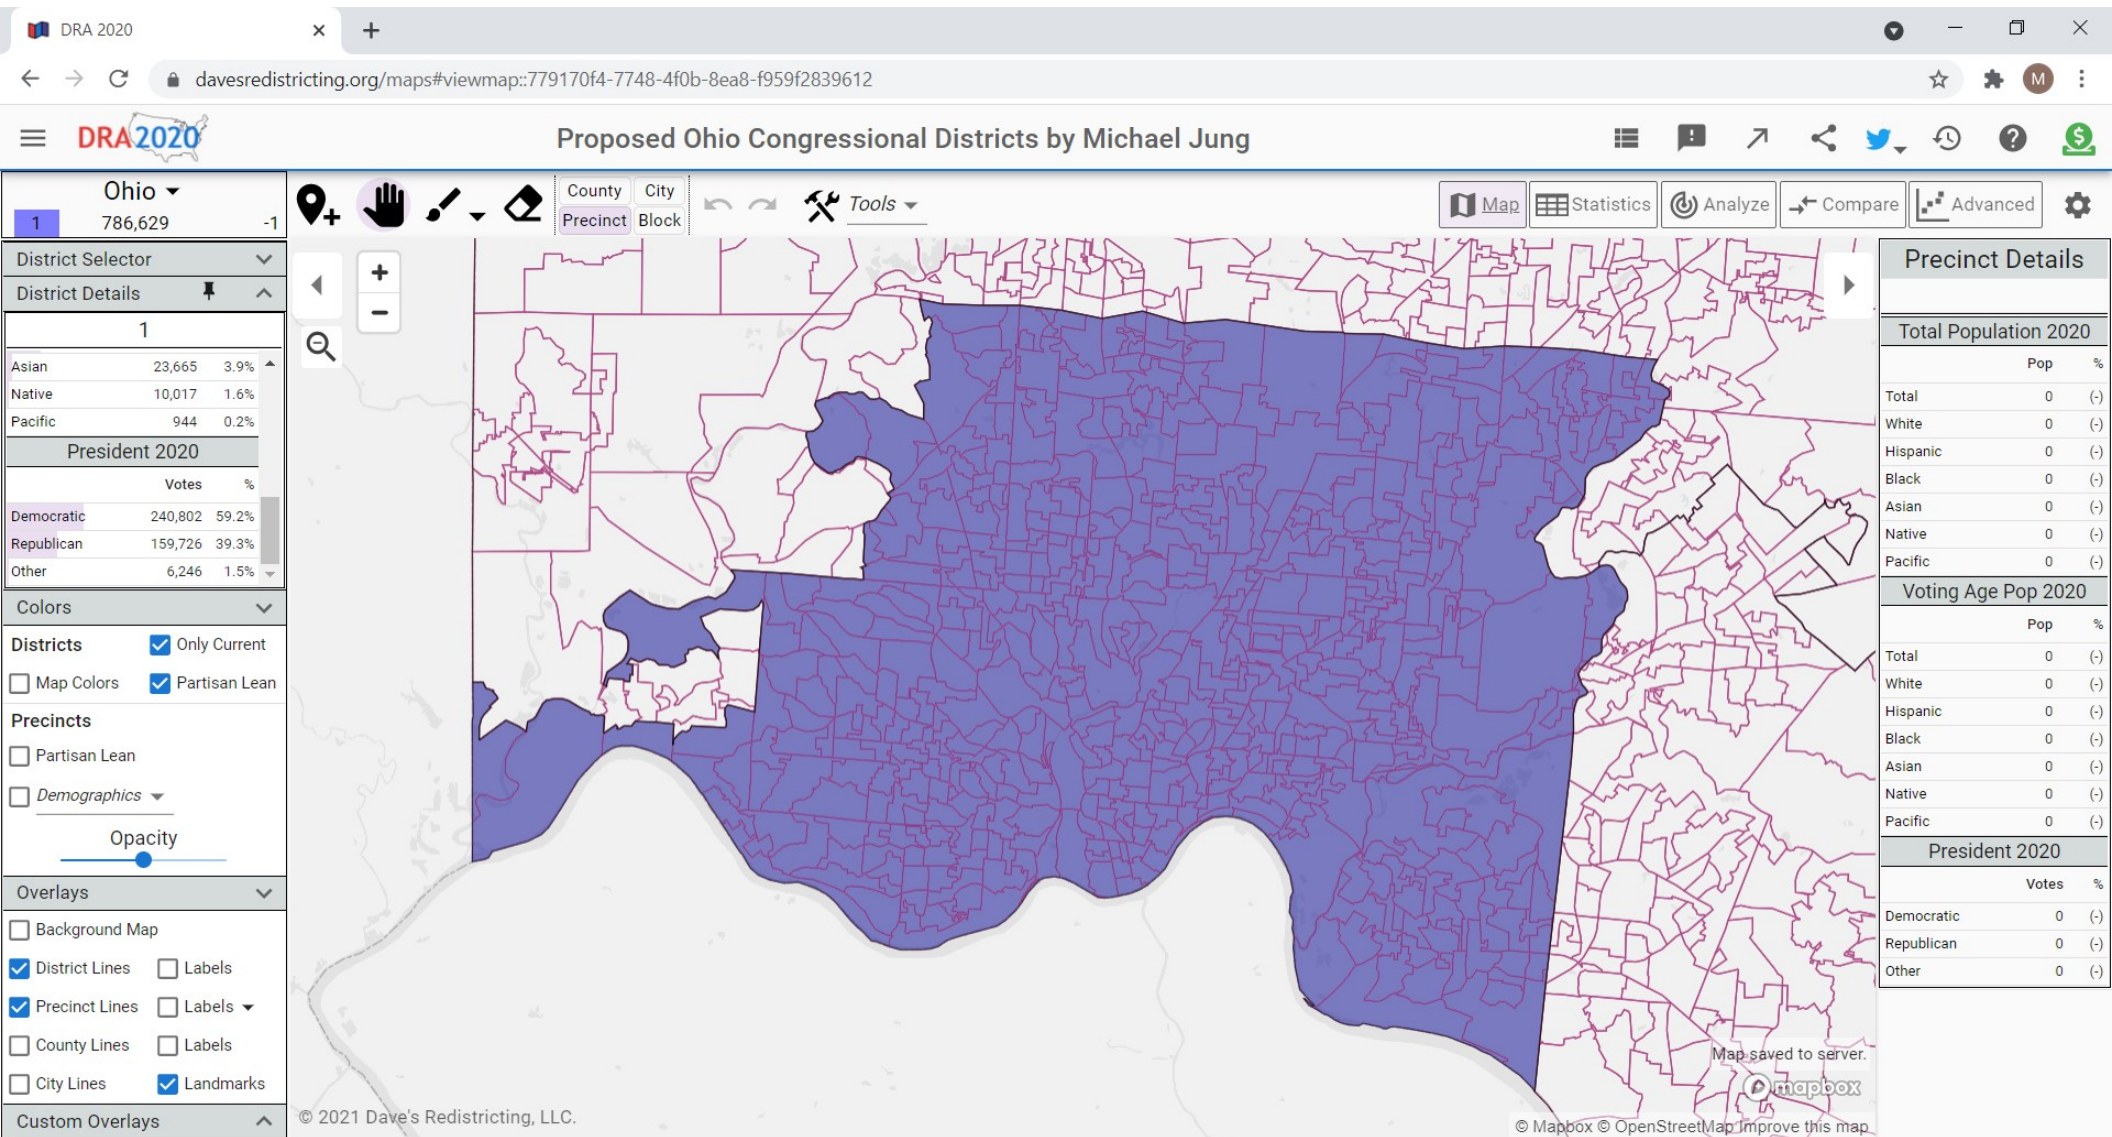 DRA 2020
davesredistricting.org/maps#viewmap::779170f4-7748-4f0b-8ea8-f959f2839612
M
DRA2020
Proposed Ohio Congressional Districts by Michael Jung
Ohio
1 786,629 -1
County City
Precinct Block
Tools
Map Statistics Analyze Compare Advanced
District Selector
District Details
1
Asian 23,665 3.9%
Native 10,017 1.6%
Pacific 944 0.2%
President 2020
Votes %
Democratic 240,802 59.2%
Republican 159,726 39.3%
Other 6,246 1.5%
Colors
Districts Only Current
Map Colors Partisan Lean
Precincts
Partisan Lean
Demographics
Opacity
Overlays
Background Map
District Lines Labels
Precinct Lines Labels
County Lines Labels
City Lines Landmarks
Custom Overlays
Map saved to server.
mapbox
© 2021 Dave's Redistricting, LLC.
© Mapbox © OpenStreetMap Improve this map
Precinct Details
Total Population 2020
Pop %
Total 0 (-)
White 0 (-)
Hispanic 0 (-)
Black 0 (-)
Asian 0 (-)
Native 0 (-)
Pacific 0 (-)
Voting Age Pop 2020
Pop %
Total 0 (-)
White 0 (-)
Hispanic 0 (-)
Black 0 (-)
Asian 0 (-)
Native 0 (-)
Pacific 0 (-)
President 2020
Votes %
Democratic 0 (-)
Republican 0 (-)
Other 0 (-)